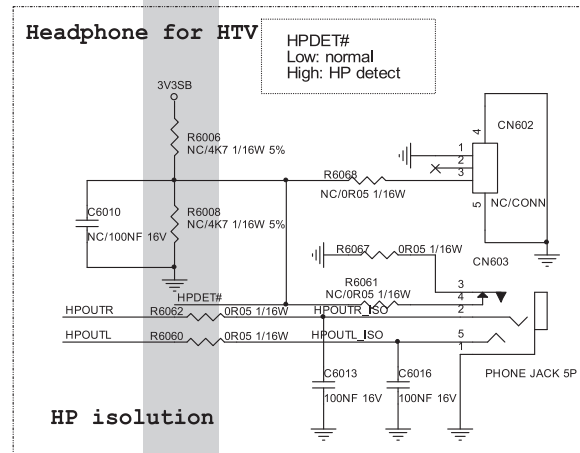 Headphone for HTV
HPDET#
Low: normal
High: HP detect
3V3SB
R6006
NC/4K7 1/16W 5%
CN602
4
1
2
3
R6068
NC/0R05 1/16W
C6010
NC/100NF 16V
R6008
NC/4K7 1/16W 5%
5
NC/CONN
R6067
0R05 1/16W
CN603
R6061
NC/0R05 1/16W
3
4
HPDET#
HPOUTR
R6062
0R05 1/16W
HPOUTR_ISO
2
HPOUTL
R6060
0R05 1/16W
HPOUTL_ISO
5
1
C6013
100NF 16V
C6016
100NF 16V
PHONE JACK 5P
HP isolution